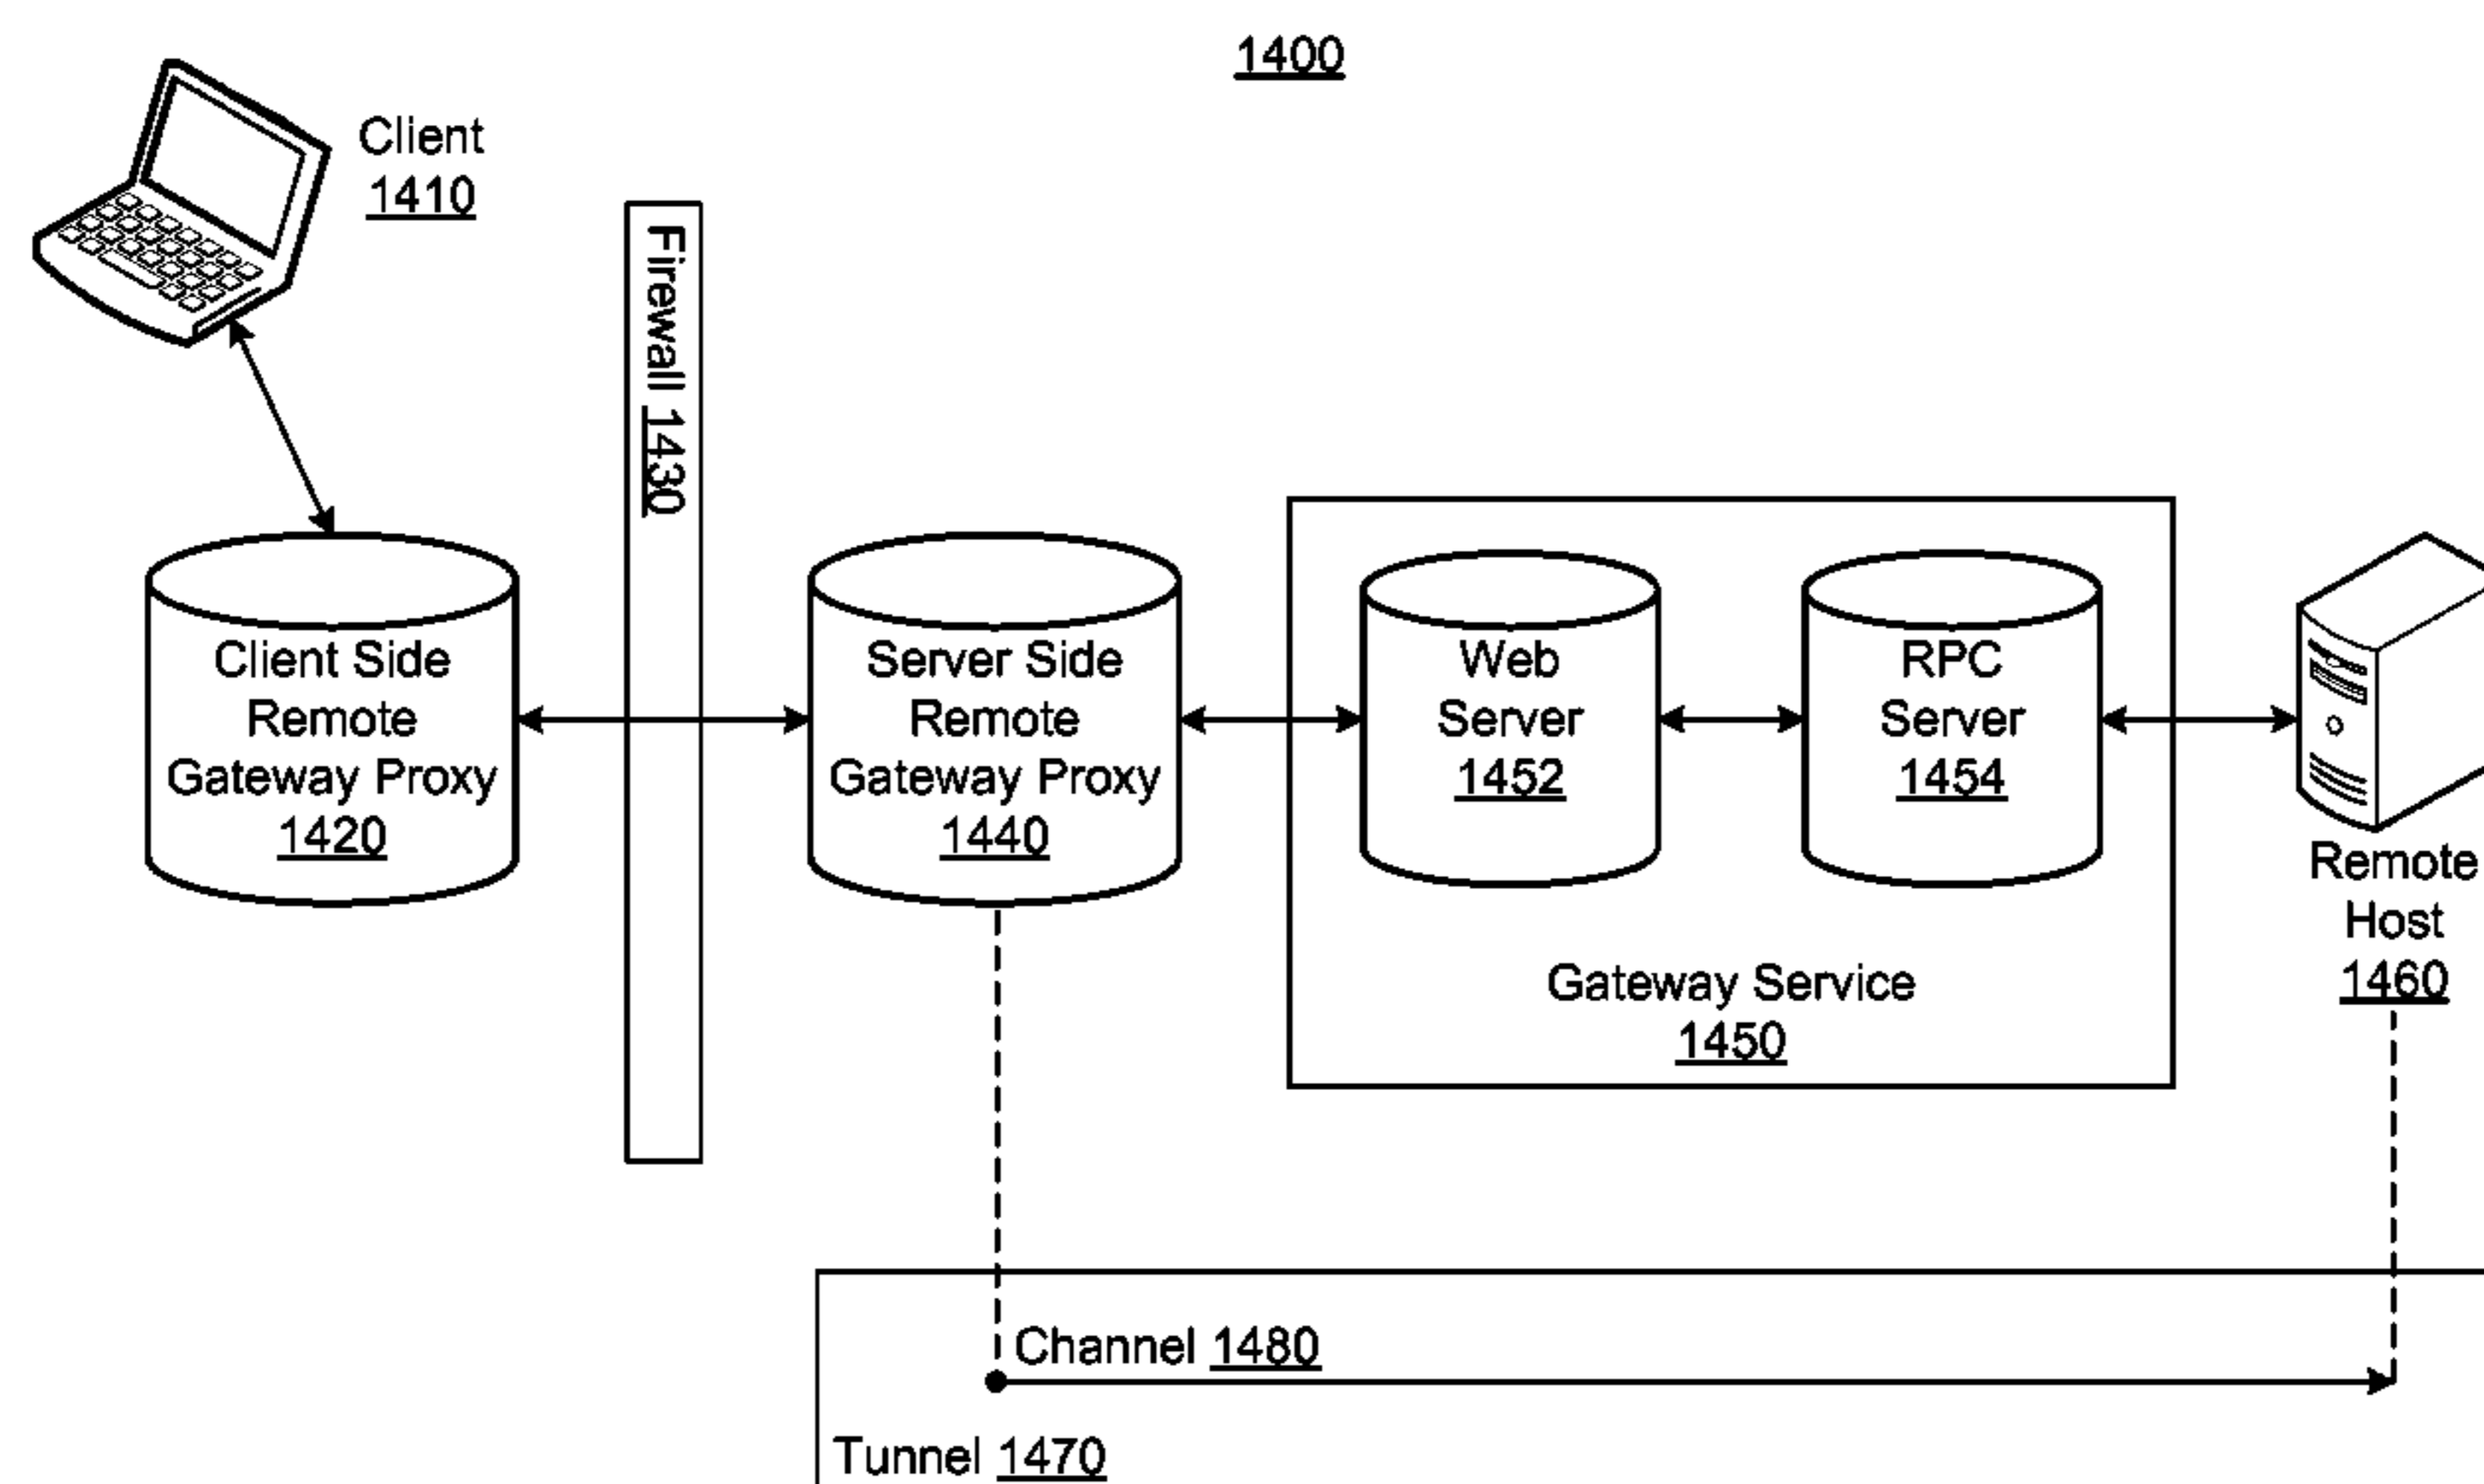 1400
Client
1410
Firewall 1430
Client Side
Remote
Gateway Proxy
1420
Server Side
Remote
Gateway Proxy
1440
Web
Server
1452
RPC
Server
1454
Gateway Service
1450
Remote
Host
1460
Channel 1480
Tunnel 1470